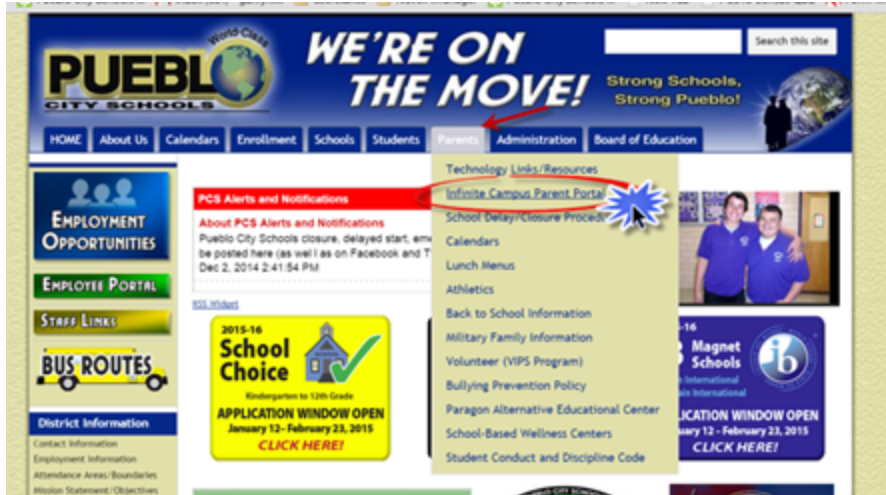 World-Class
PUEBLO
CITY SCHOOLS
WE'RE ON
THE MOVE!
Search this site
Strong Schools,
Strong Pueblo!
HOME
About Us
Calendars
Enrollment
Schools
Students
Parents
Administration
Board of Education
Technology Links/Resources
Infinite Campus Parent Portal
School Delay/Closure
Calendars
Lunch Menus
Athletics
Back to School Information
Military Family Information
Volunteer (VIPS Program)
Bullying Prevention Policy
Paragon Alternative Educational Center
School-Based Wellness Centers
Student Conduct and Discipline Code
EMPLOYMENT
OPPORTUNITIES
EMPLOYEE PORTAL
STAFF LINKS
BUS ROUTES
District Information
Contact Information
Employment Information
Attendance Areas/Boundaries
Mission Statement/Objectives
PCS Alerts and Notifications
About PCS Alerts and Notifications
Pueblo City Schools closure, delayed start,
be posted here (as well as on Facebook and
Dec 2, 2014 2:41:54 PM
RSS Widget
2015-16
School
Choice
Kindergarten to 12th Grade
APPLICATION WINDOW OPEN
January 12- February 23, 2015
CLICK HERE!
-16
Magnet
Schools
ib
International
International
WINDOW OPEN
February 23, 2015
CLICK HERE!